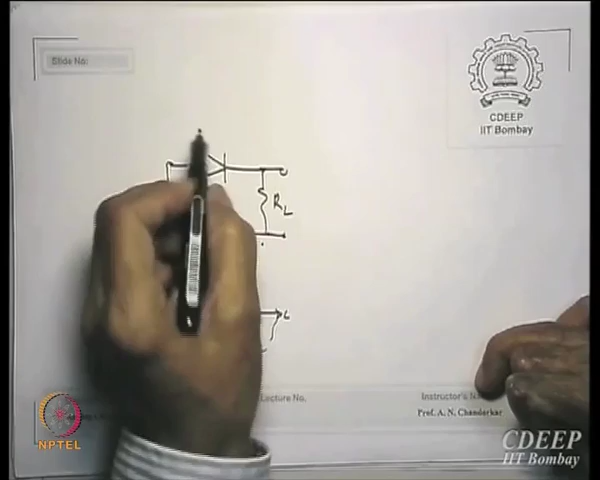 Slide No:
CDEEP
IIT Bombay
R_L
Lecture No.
Instructor's N
Prof. A. N. Chandorkar
NPTEL
CDEEP
IIT Bombay